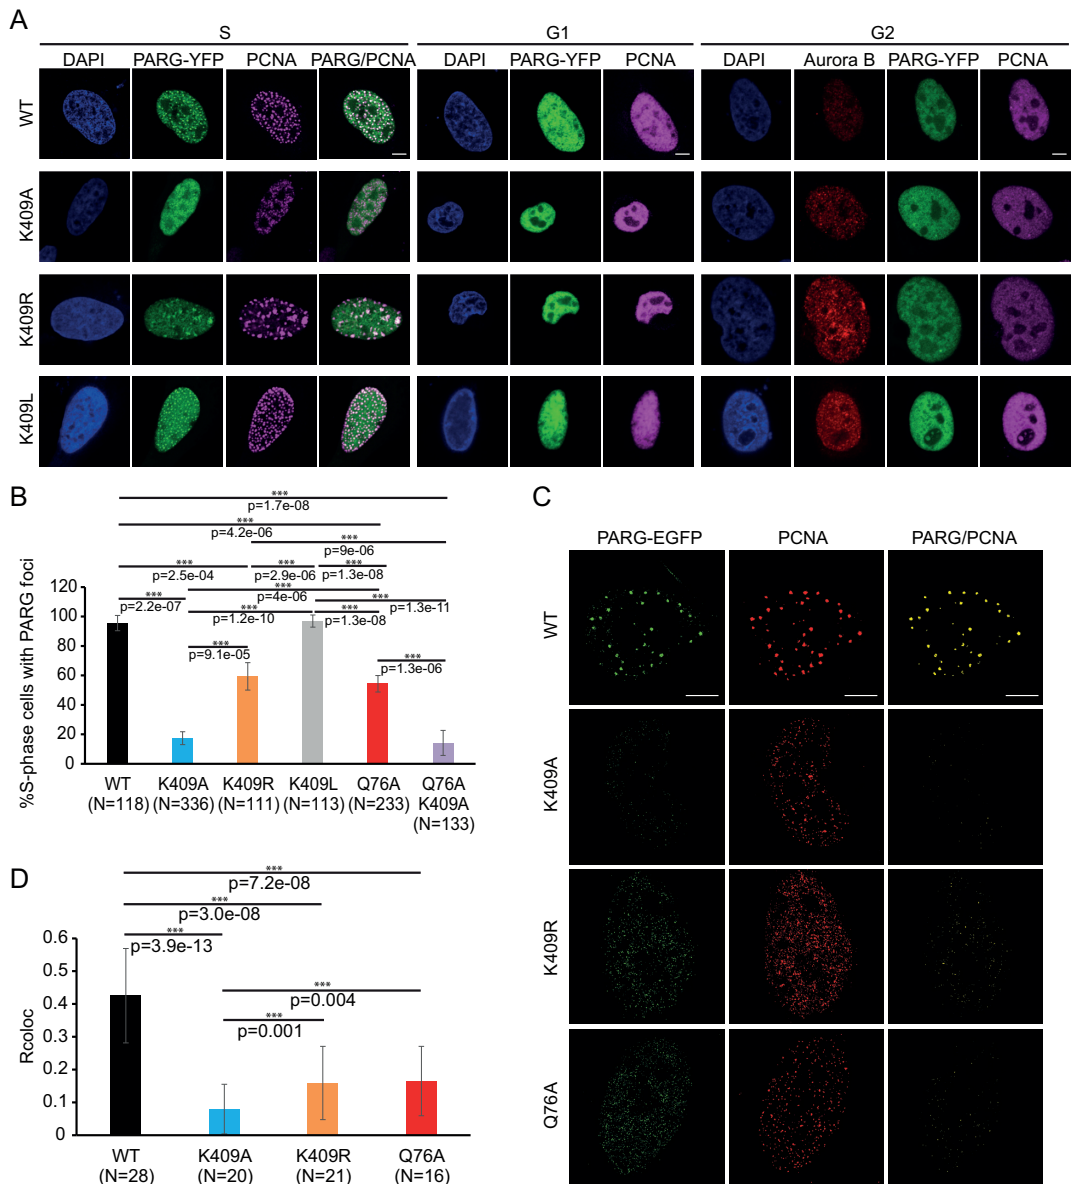 A
S
G1
G2
DAPI PARG-YFP PCNA PARG/PCNA DAPI PARG-YFP PCNA DAPI Aurora B PARG-YFP PCNA
WT
K409A
K409R
K409L
B
***
p=1.7e-08
***
p=4.2e-06
***
p=9e-06
*** *** ***
p=2.5e-04 p=2.9e-06 p=1.3e-08
*** ***
p=2.2e-07 p=4e-06 p=1.3e-11
*** ***
p=1.2e-10 p=1.3e-08
*** ***
p=9.1e-05 p=1.3e-06
%S-phase cells with PARG foci
120
100
80
60
40
20
0
WT K409A K409R K409L Q76A Q76A
(N=118) (N=336) (N=111) (N=113) (N=233) K409A
(N=133)
C
PARG-EGFP PCNA PARG/PCNA
WT
K409A
K409R
Q76A
D
***
p=7.2e-08
***
p=3.0e-08
***
p=3.9e-13
***
p=0.004
***
p=0.001
Rcoloc
0.6
0.5
0.4
0.3
0.2
0.1
0
WT K409A K409R Q76A
(N=28) (N=20) (N=21) (N=16)